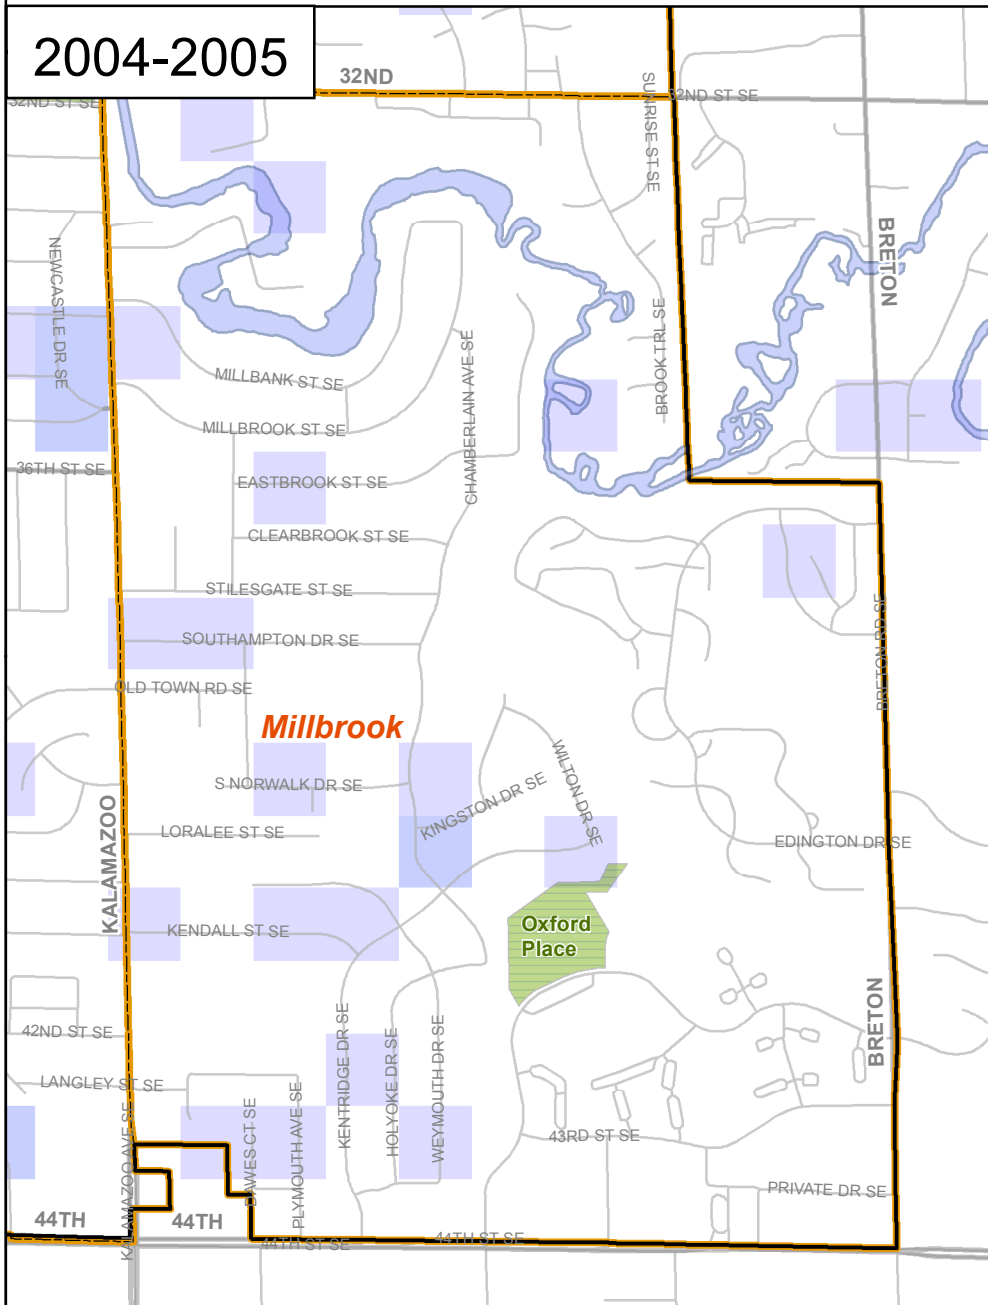 2004-2005
32ND
32ND ST SE
32ND ST SE
SUNRISE ST SE
BRETON
NEWCASTLE DR SE
BROOK TRL SE
MILLBANK ST SE
CHAMBERLAIN AVE SE
MILLBROOK ST SE
36TH ST SE
EASTBROOK ST SE
CLEARBROOK ST SE
STILESGATE ST SE
BRETON RD SE
SOUTHAMPTON DR SE
OLD TOWN RD SE
Millbrook
WILTON DR SE
S NORWALK DR SE
KINGSTON DR SE
KALAMAZOO
LORALEE ST SE
EDINGTON DR SE
KENDALL ST SE
Oxford
Place
BRETON
42ND ST SE
KENTRIDGE DR SE
HOLYOKE DR SE
WEYMOUTH DR SE
LANGLEY ST SE
PLYMOUTH AVE SE
DAWES CT SE
KALAMAZOO AVE SE
43RD ST SE
PRIVATE DR SE
44TH
44TH
44TH ST SE
44TH ST SE